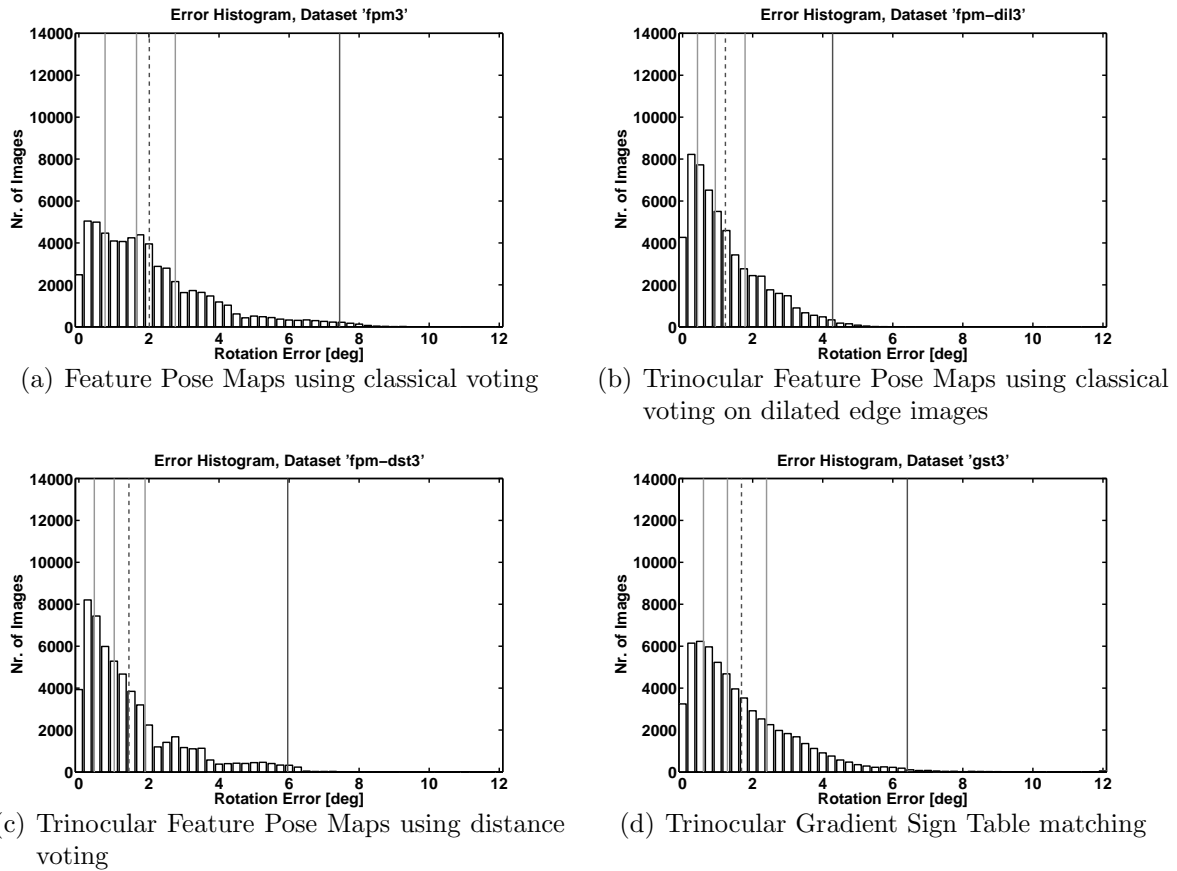 Error Histogram, Dataset 'fpm3'
14000
12000
10000
8000
6000
4000
2000
0
Nr. of Images
0 2 4 6 8 10 12
Rotation Error [deg]
(a) Feature Pose Maps using classical voting
Error Histogram, Dataset 'fpm−dil3'
14000
12000
10000
8000
6000
4000
2000
0
Nr. of Images
0 2 4 6 8 10 12
Rotation Error [deg]
(b) Trinocular Feature Pose Maps using classical
voting on dilated edge images
Error Histogram, Dataset 'fpm−dst3'
14000
12000
10000
8000
6000
4000
2000
0
Nr. of Images
0 2 4 6 8 10 12
Rotation Error [deg]
c) Trinocular Feature Pose Maps using distance
voting
Error Histogram, Dataset 'gst3'
14000
12000
10000
8000
6000
4000
2000
0
Nr. of Images
0 2 4 6 8 10 12
Rotation Error [deg]
(d) Trinocular Gradient Sign Table matching